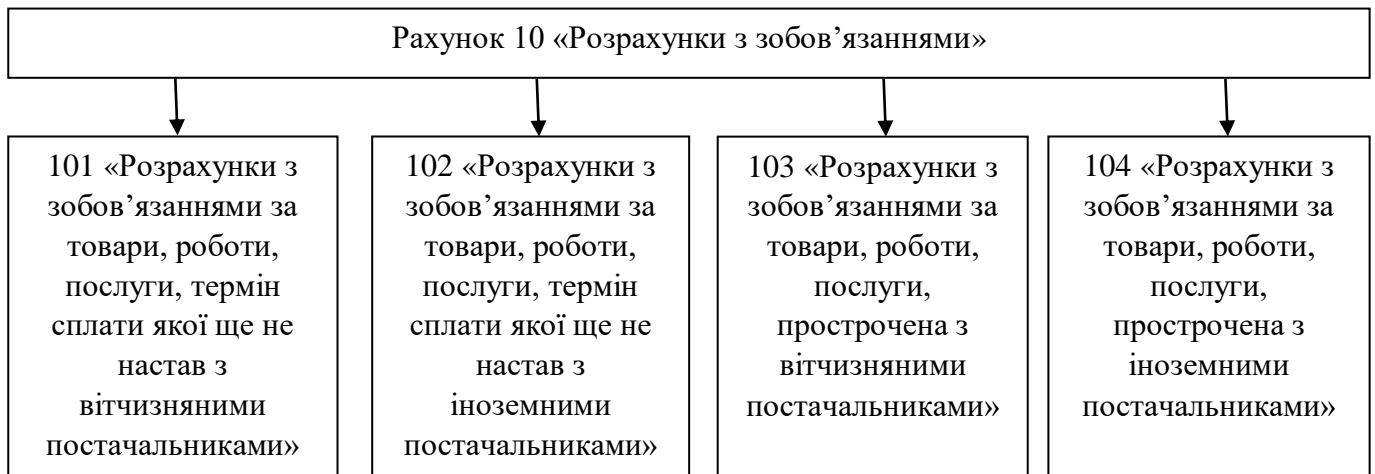 Рахунок 10 «Розрахунки з зобов’язаннями»
101 «Розрахунки з
зобов’язаннями за
товари, роботи,
послуги, термін
сплати якої ще не
настав з
вітчизняними
постачальниками»
102 «Розрахунки з
зобов’язаннями за
товари, роботи,
послуги, термін
сплати якої ще не
настав з
іноземними
постачальниками»
103 «Розрахунки з
зобов’язаннями за
товари, роботи,
послуги,
прострочена з
вітчизняними
постачальниками»
104 «Розрахунки з
зобов’язаннями за
товари, роботи,
послуги,
прострочена з
іноземними
постачальниками»